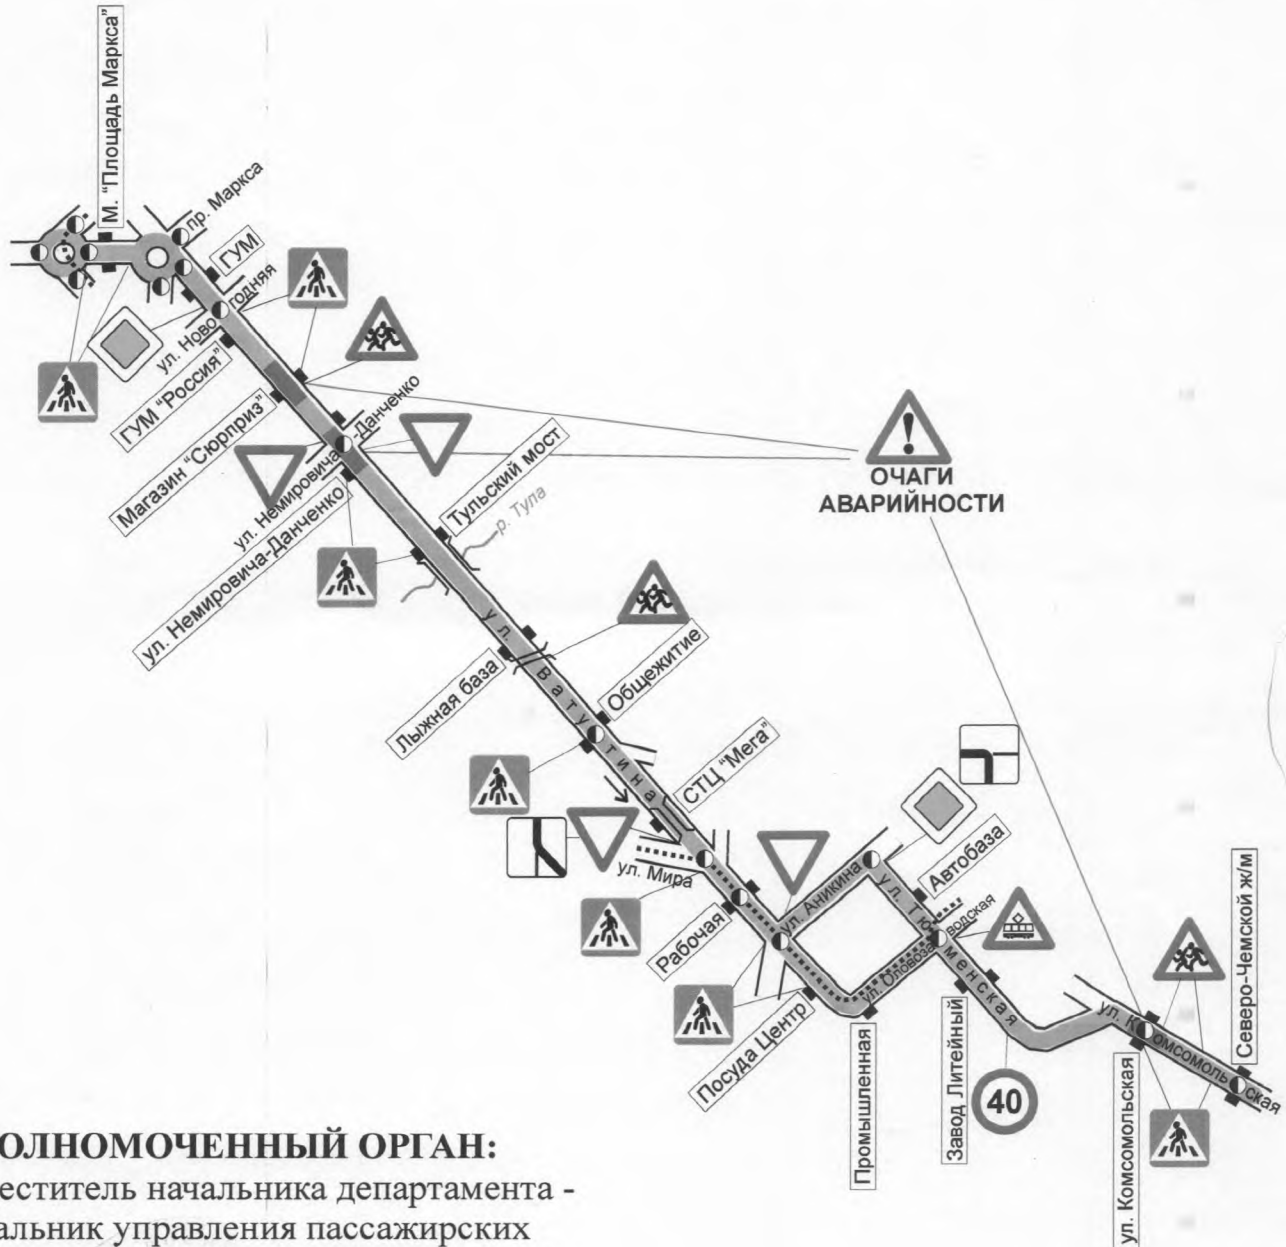 М. "Площадь Маркса"
пр. Маркса
ГУМ
ул. Новогодняя
ГУМ "Россия"
Магазин "Сюрприз"
ул. Немировича-Данченко
ул. Немировича-Данченко
Тульский мост
р. Тула
ОЧАГИ
АВАРИЙНОСТИ
ул. Ватутина
Лыжная база
Общежитие
СТЦ "Мега"
ул. Мира
Рабочая
ул. Аникина
Автобаза
ул. Тюменская
ул. Оловозаводская
Посуда Центр
Промышленная
Завод Литейный
40
ул. Комсомольская
ул. Комсомольская
Северо-Чемской ж/м
ОЛНОМОЧЕННЫЙ ОРГАН:
еститель начальника департамента -
альник управления пассажирских